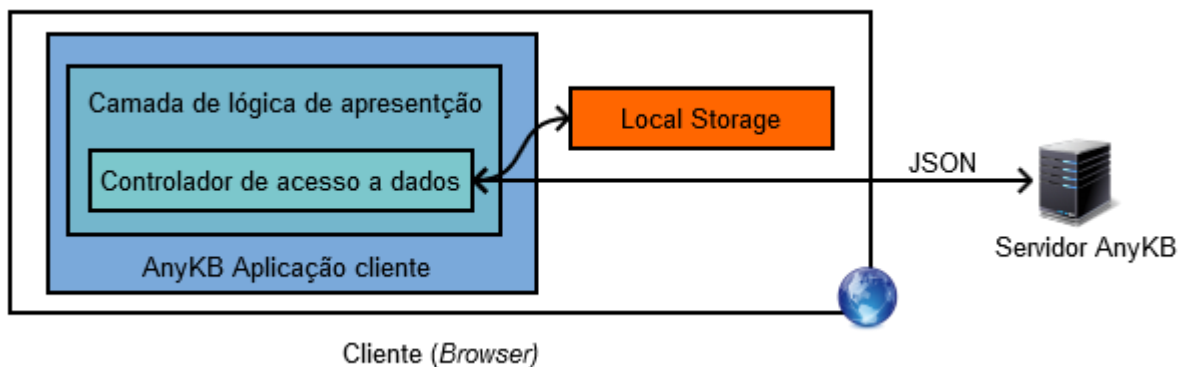 Camada de lógica de apresentção
Local Storage
Controlador de acesso a dados
JSON
Servidor AnyKB
AnyKB Aplicação cliente
Cliente (Browser)